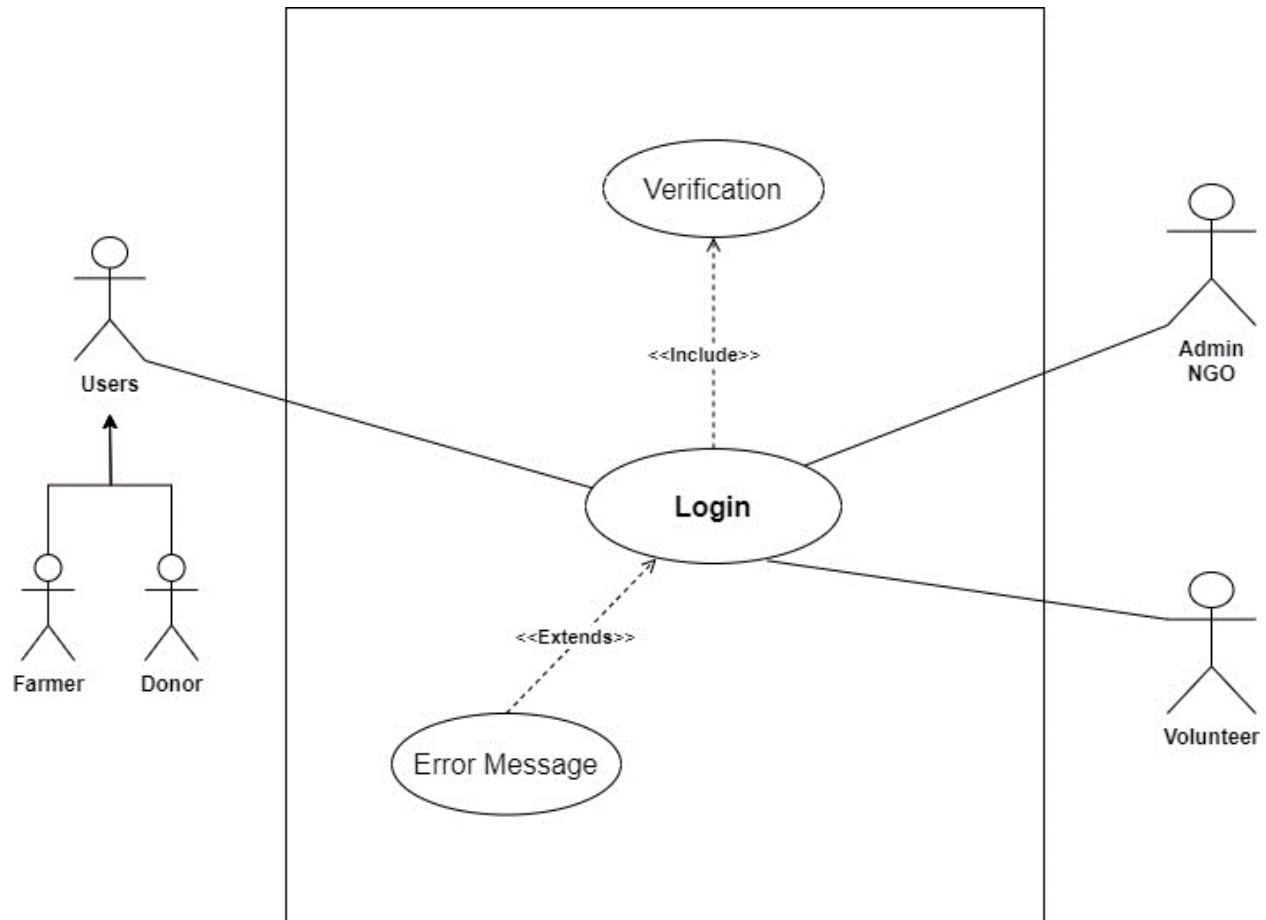 Verification
<<Include>>
Users
Admin
NGO
Login
<<Extends>>
Farmer
Donor
Volunteer
Error Message